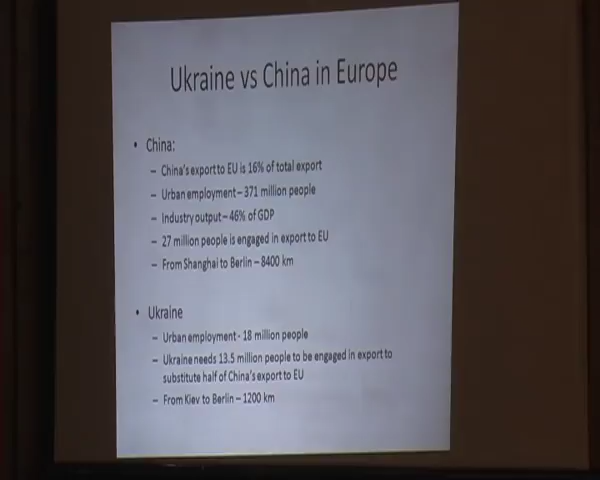 Ukraine vs China in Europe
• China:
– China's export to EU is 16% of total export
– Urban employment – 371 million people
– Industry output – 46% of GDP
– 27 million people is engaged in export to EU
– From Shanghai to Berlin – 8400 km
• Ukraine
– Urban employment - 18 million people
– Ukraine needs 13.5 million people to be engaged in export to
substitute half of China's export to EU
– From Kiev to Berlin – 1200 km